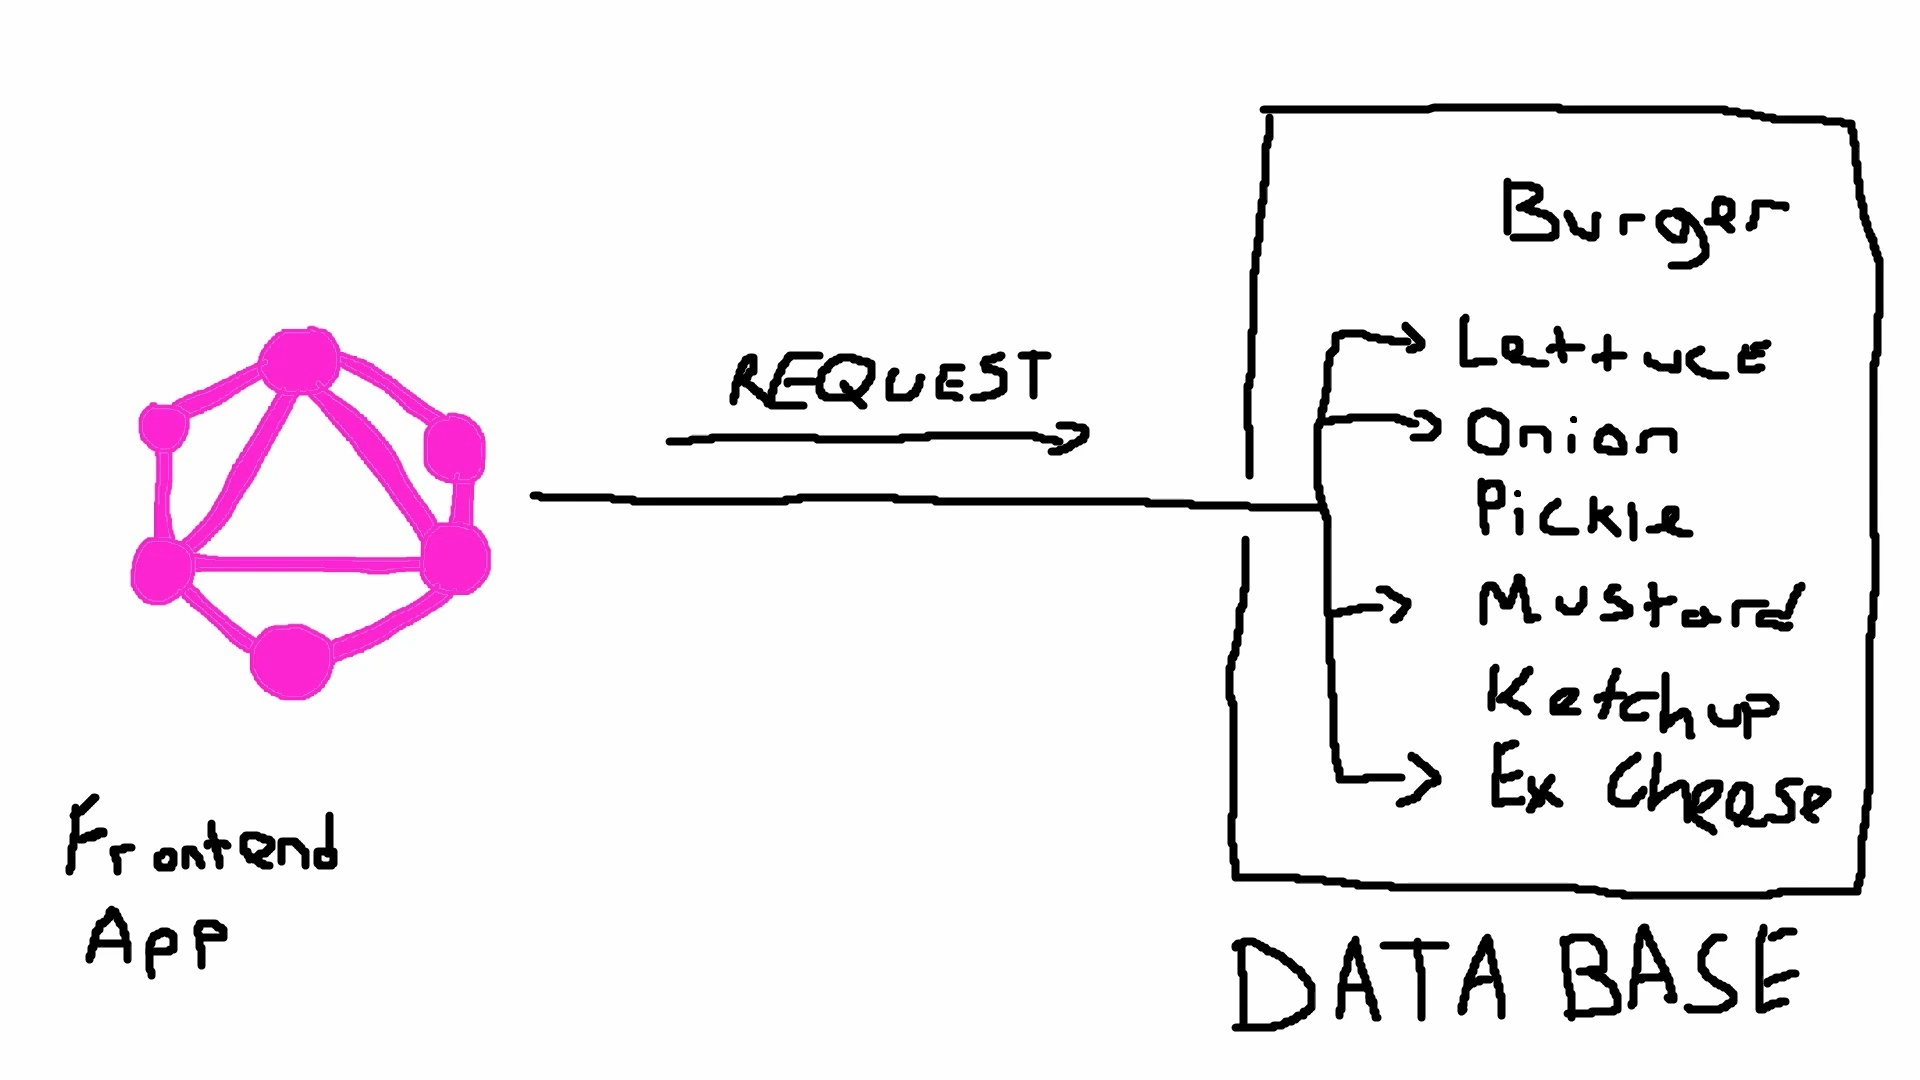 Burger
REQUEST
Lettuce
Onion
Pickle
Mustard
Ketchup
Ex Cheese
Frontend
App
DATA BASE